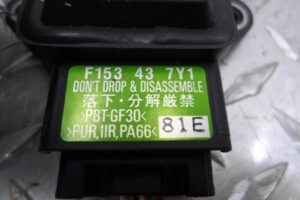 F153 43 7Y1
DON'T DROP & DISASSEMBLE
落下・分解厳禁
>PBT-GF30<
>PUR,IIR,PA66< 81E